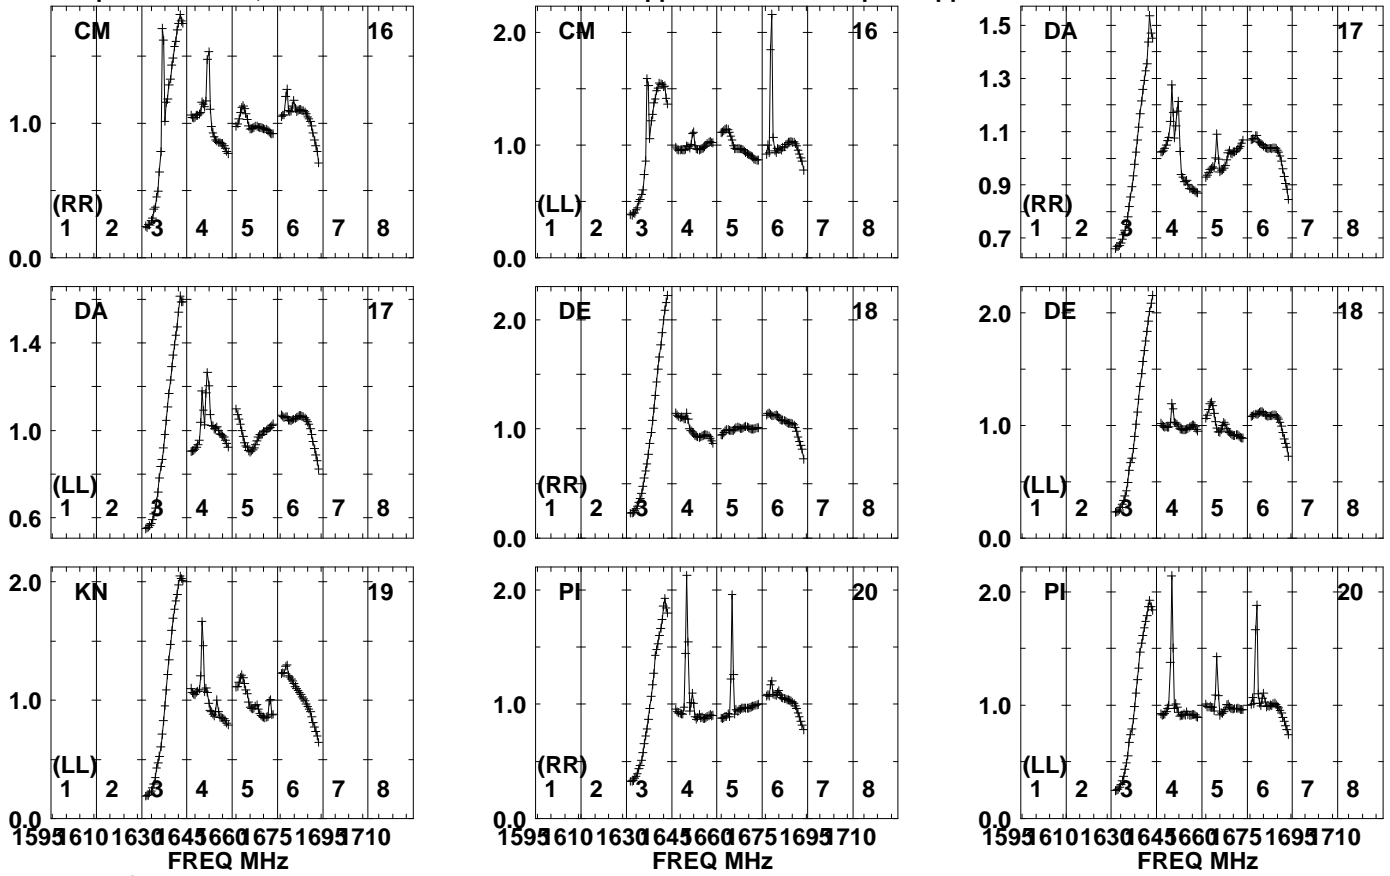 CM 16
1.0
(RR)
1 2 3 4 5 6 7 8
0.0
CM 16
2.0
1.0
(LL)
1 2 3 4 5 6 7 8
0.0
DA 17
1.5
1.3
1.1
0.9
(RR)
0.7
1 2 3 4 5 6 7 8
DA 17
1.4
1.0
(LL)
0.6
1 2 3 4 5 6 7 8
DE 18
2.0
1.0
(RR)
1 2 3 4 5 6 7 8
0.0
DE 18
2.0
1.0
(LL)
1 2 3 4 5 6 7 8
0.0
KN 19
2.0
1.0
(LL)
1 2 3 4 5 6 7 8
0.0
1595 1610 1630 1645 1660 1675 1695 1710
FREQ MHz
PI 20
2.0
1.0
(RR)
1 2 3 4 5 6 7 8
0.0
1595 1610 1630 1645 1660 1675 1695 1710
FREQ MHz
PI 20
2.0
1.0
(LL)
1 2 3 4 5 6 7 8
0.0
1595 1610 1630 1645 1660 1675 1695 1710
FREQ MHz